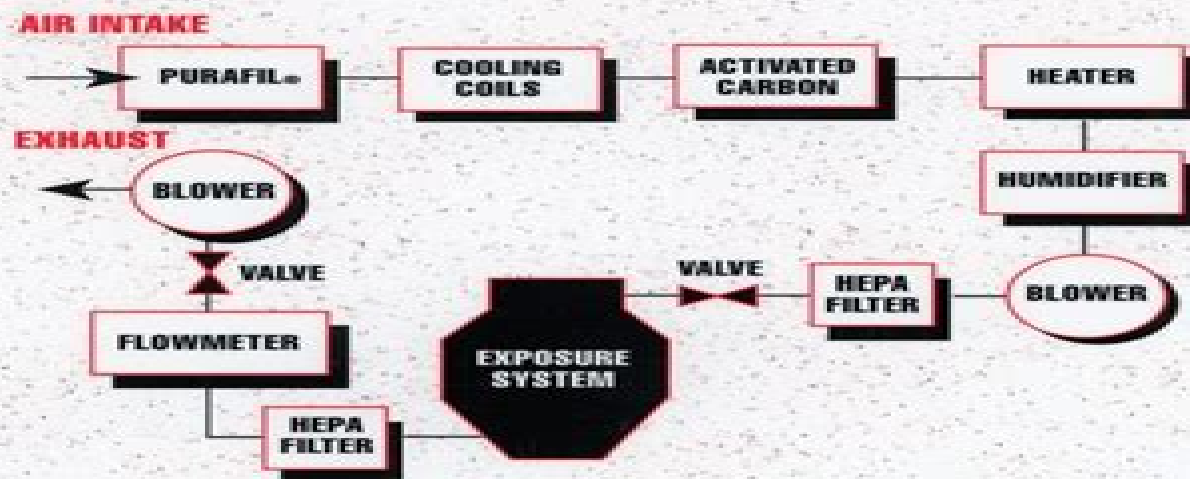 AIR INTAKE
PURAFIL®
COOLING
COILS
ACTIVATED
CARBON
HEATER
EXHAUST
BLOWER
HUMIDIFIER
VALVE
VALVE
HEPA
FILTER
BLOWER
FLOWMETER
EXPOSURE
SYSTEM
HEPA
FILTER